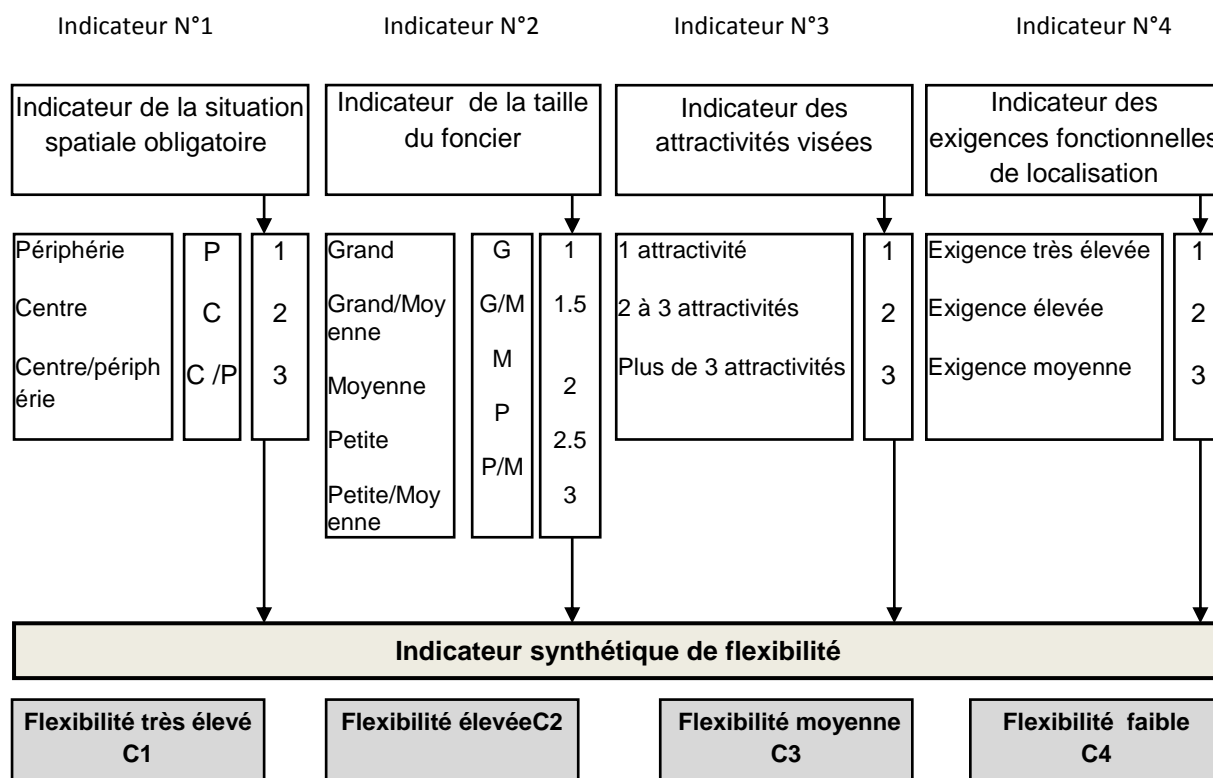 Indicateur N°1
Indicateur N°2
Indicateur N°3
Indicateur N°4
Indicateur de la situation
spatiale obligatoire
Indicateur de la taille
du foncier
Indicateur des
attractivités visées
Indicateur des
exigences fonctionnelles
de localisation
Périphérie
Centre
Centre/périph
érie
P
C
C /P
1
2
3
Grand
Grand/Moy
enne
Moyenne
Petite
Petite/Moy
enne
G
G/M
M
P
P/M
1
1.5
2
2.5
3
1 attractivité
2 à 3 attractivités
Plus de 3 attractivités
1
2
3
Exigence très élevée
Exigence élevée
Exigence moyenne
1
2
3
Indicateur synthétique de flexibilité
Flexibilité très élevé
C1
Flexibilité élevéeC2
Flexibilité moyenne
C3
Flexibilité faible
C4